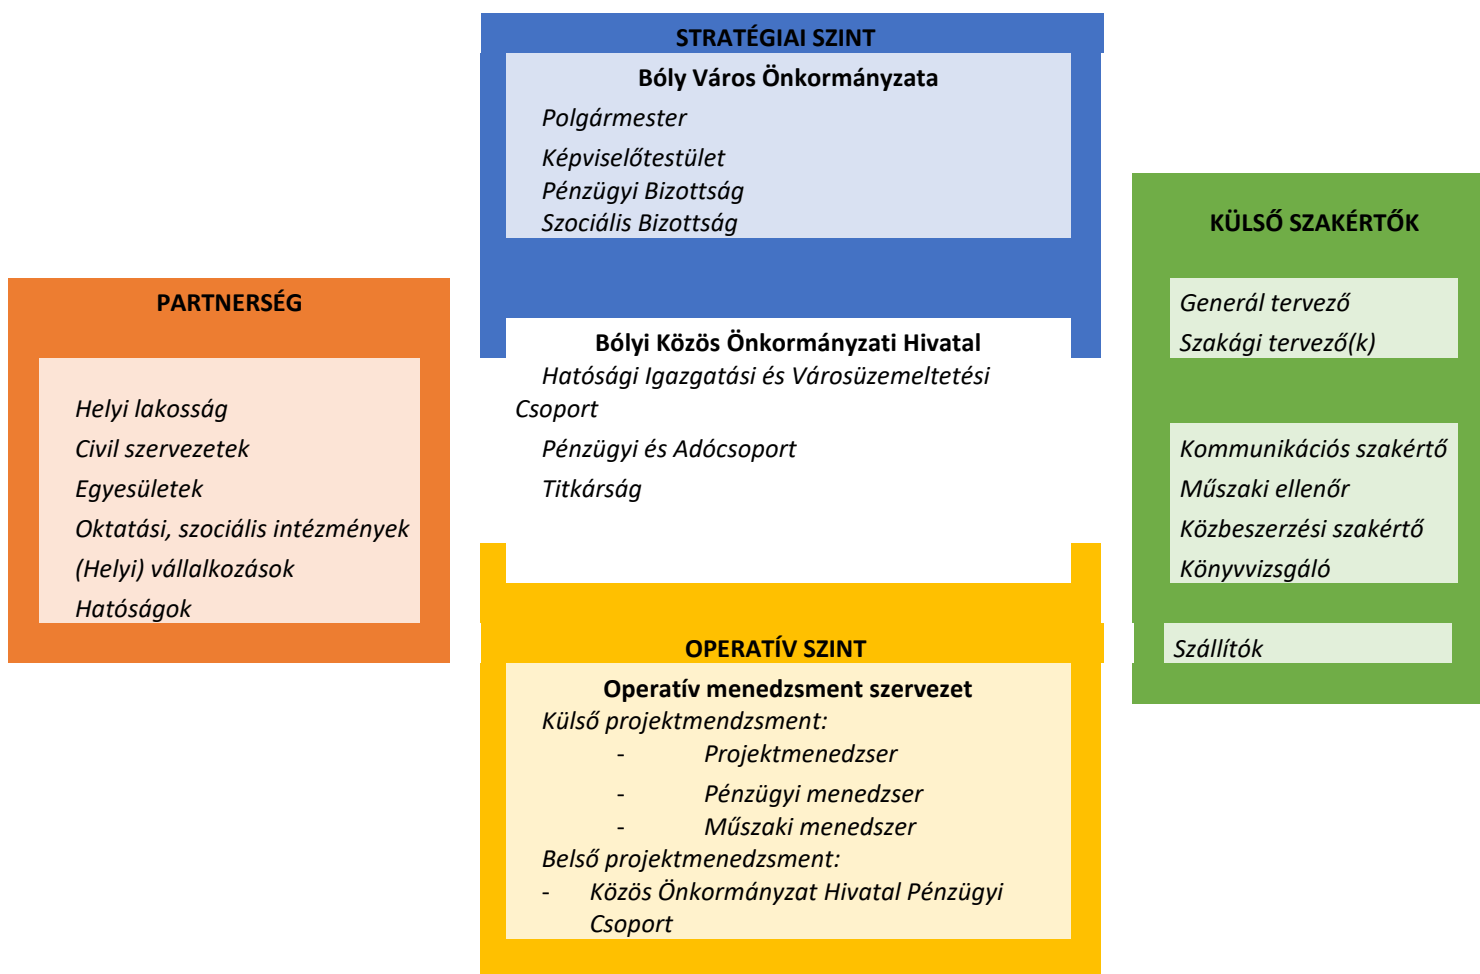 STRATÉGIAI SZINT
Bóly Város Önkormányzata
Polgármester
Képviselőtestület
Pénzügyi Bizottság
Szociális Bizottság
PARTNERSÉG
Helyi lakosság
Civil szervezetek
Egyesületek
Oktatási, szociális intézmények
(Helyi) vállalkozások
Hatóságok
Bólyi Közös Önkormányzati Hivatal
Hatósági Igazgatási és Városüzemeltetési
Csoport
Pénzügyi és Adócsoport
Titkárság
KÜLSŐ SZAKÉRTŐK
Generál tervező
Szakági tervező(k)
Kommunikációs szakértő
Műszaki ellenőr
Közbeszerzési szakértő
Könyvvizsgáló
Szállítók
OPERATÍV SZINT
Operatív menedzsment szervezet
Külső projektmendzsment:
- Projektmenedzser
- Pénzügyi menedzser
- Műszaki menedszer
Belső projektmenedzsment:
- Közös Önkormányzat Hivatal Pénzügyi
Csoport